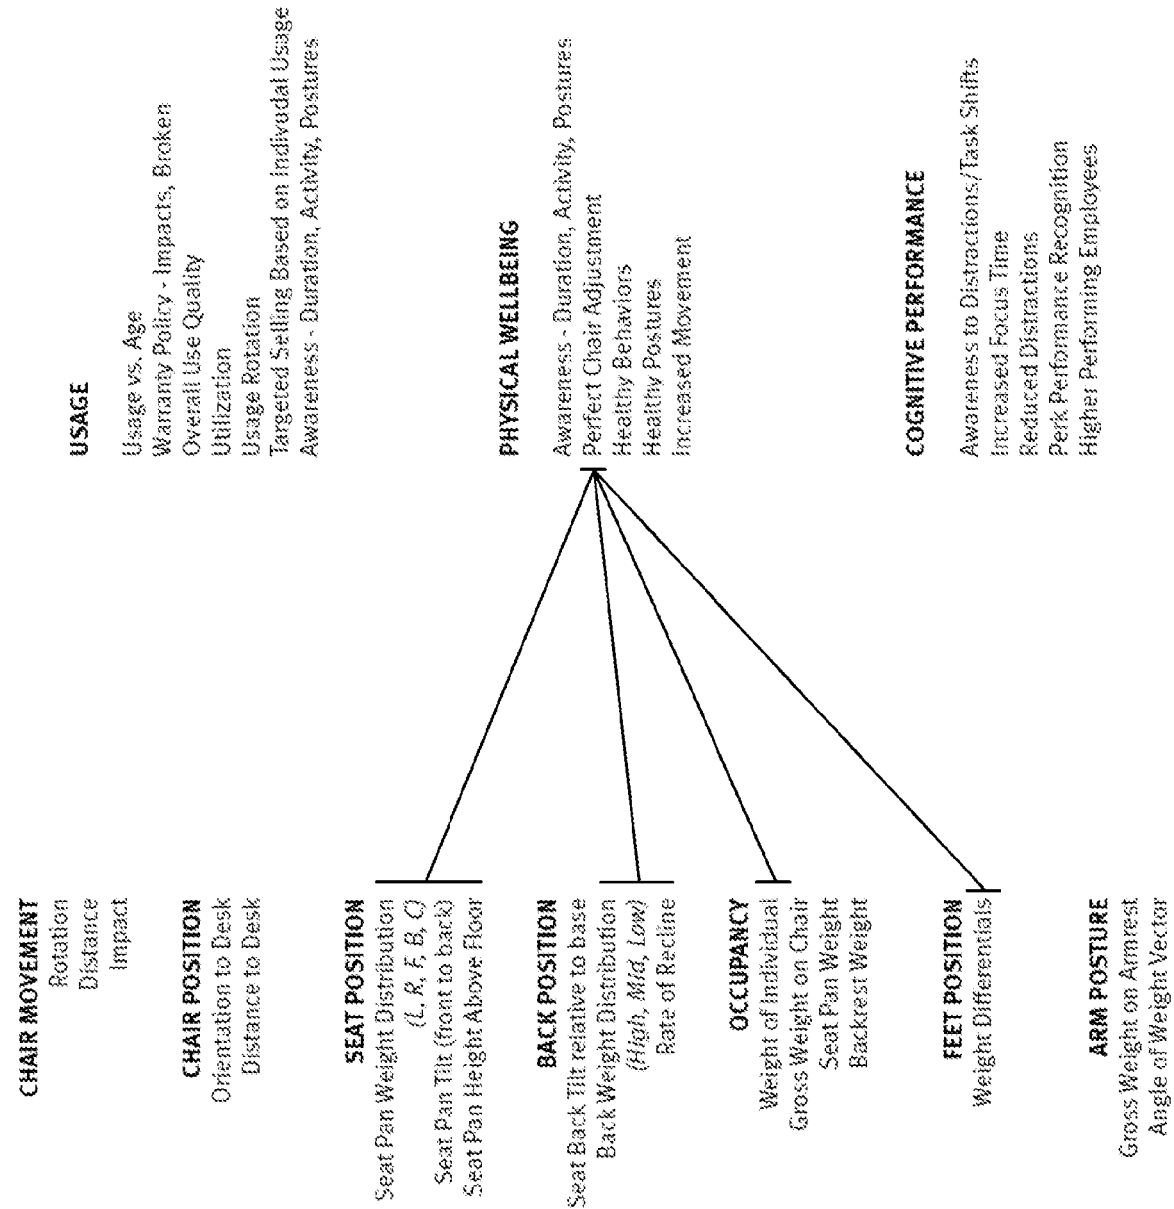 CHAIR MOVEMENT
Rotation
Distance
Impact
CHAIR POSITION
Orientation to Desk
Distance to Desk
SEAT POSITION
Seat Pan Weight Distribution
(L, R, F, B, C)
Seat Pan Tilt (front to back)
Seat Pan Height Above Floor
BACK POSITION
Seat Back Tilt relative to base
Back Weight Distribution
(High, Mid, Low)
Rate of Recline
OCCUPANCY
Weight of Individual
Gross Weight on Chair
Seat Pan Weight
Backrest Weight
FEET POSITION
Weight Differentials
ARM POSTURE
Gross Weight on Armrest
Angle of Weight Vector
USAGE
Usage vs. Age
Warranty Policy - Impacts, Broken
Overall Use Quality
Utilization
Usage Rotation
Targeted Selling Based on Indivudal Usage
Awareness - Duration, Activity, Postures
PHYSICAL WELLBEING
Awareness - Duration, Activity, Postures
Perfect Chair Adjustment
Healthy Behaviors
Healthy Postures
Increased Movement
COGNITIVE PERFORMANCE
Awareness to Distractions/Task Shifts
Increased Focus Time
Reduced Distractions
Perk Performance Recognition
Higher Performing Employees